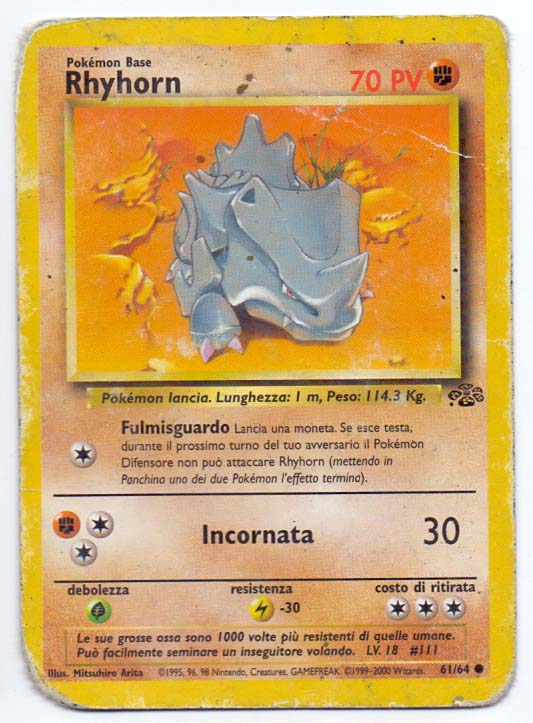 Pokémon Base
Rhyhorn 70 PV
Pokémon lancia. Lunghezza: 1 m, Peso: 114.3 Kg.
Fulmisguardo Lancia una moneta. Se esce testa,
durante il prossimo turno del tuo avversario il Pokémon
Difensore non può attaccare Rhyhorn (mettendo in
Panchina uno dei due Pokémon l'effetto termina).
Incornata 30
debolezza resistenza costo di ritirata
-30
Le sue grosse ossa sono 1000 volte più resistenti di quelle umane.
Può facilmente seminare un inseguitore volando. LV. 18 #111
Illus. Mitsuhiro Arita ©1995, 96, 98 Nintendo, Creatures, GAMEFREAK. ©1999-2000 Wizards. 61/64